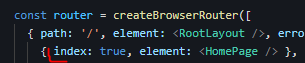 const router = createBrowserRouter([
{ path: '/', element: <RootLayout />, erro
{ index: true, element: <HomePage /> },